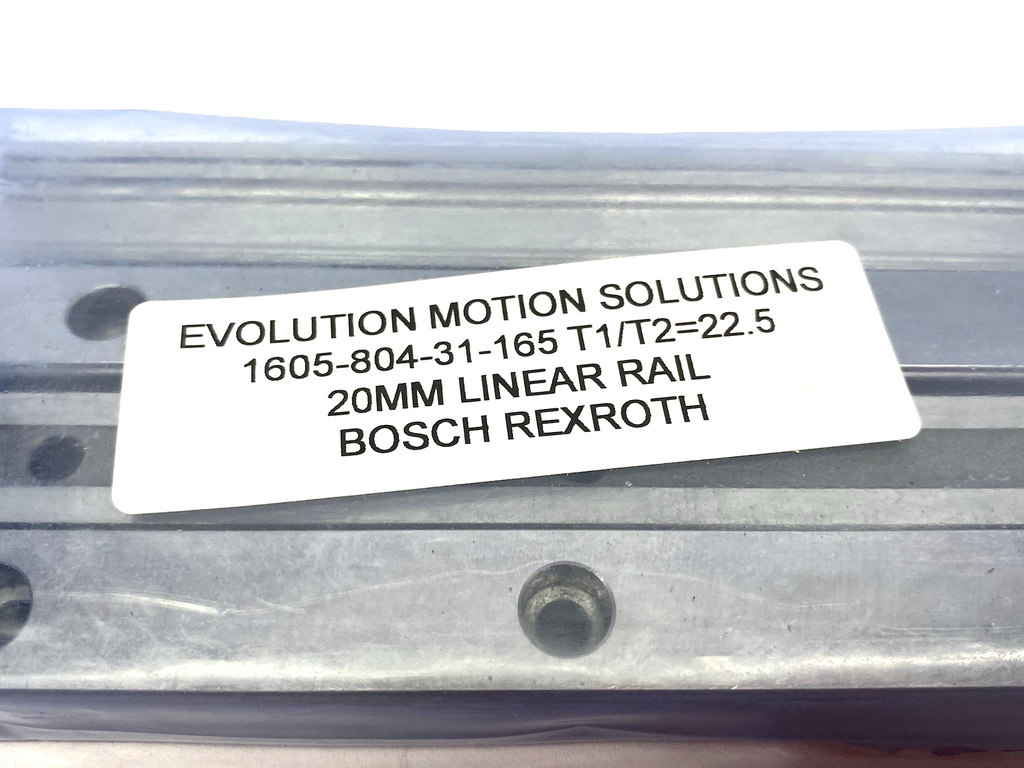 EVOLUTION MOTION SOLUTIONS
1605-804-31-165 T1/T2=22.5
20MM LINEAR RAIL
BOSCH REXROTH